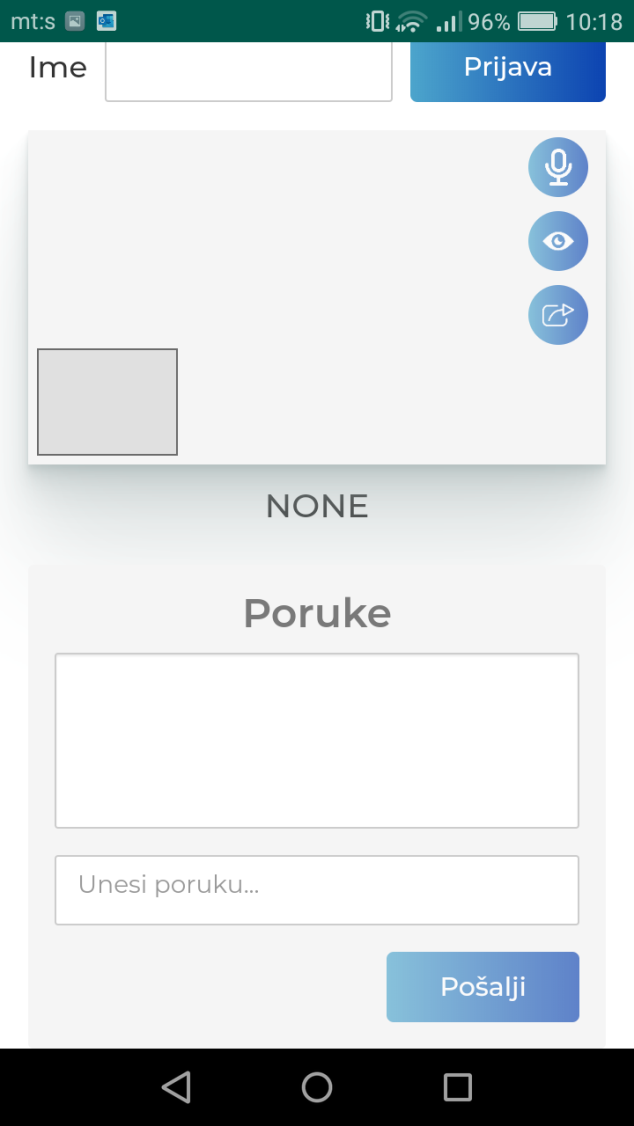 mt:s 96% 10:18
Ime Prijava
NONE
Poruke
Unesi poruku...
Pošalji